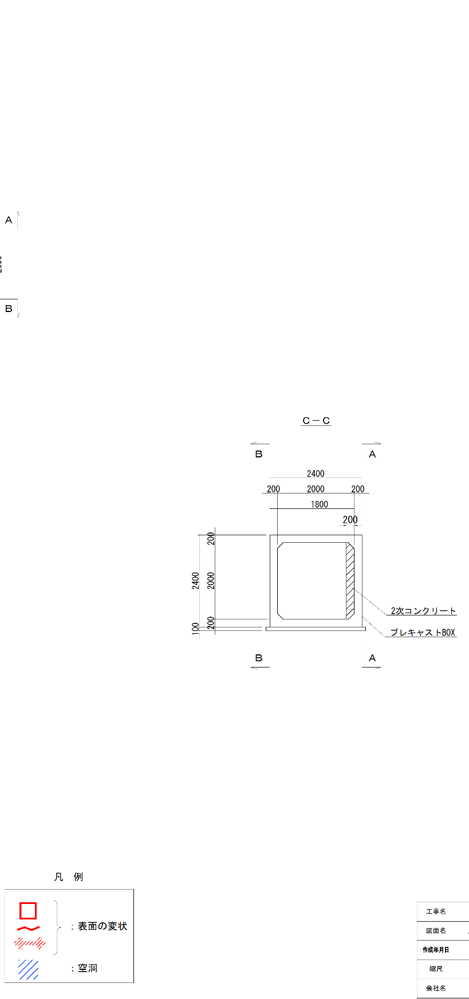 A
B
C－C
B
A
2400
200
2000
200
1800
200
200
2400
2000
200
100
2次コンクリート
プレキャストBOX
B
A
凡　例
：表面の変状
：空洞
工事名
図面名
作成年月日
縮尺
会社名